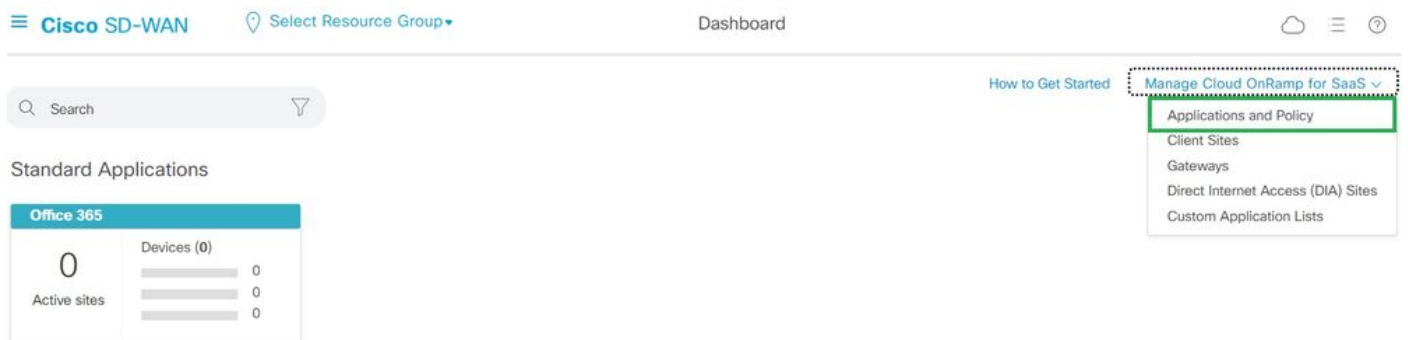 Cisco SD-WAN
Select Resource Group
Dashboard
How to Get Started
Manage Cloud OnRamp for SaaS
Search
Applications and Policy
Client Sites
Gateways
Direct Internet Access (DIA) Sites
Custom Application Lists
Standard Applications
Office 365
0
Active sites
Devices (0)
0
0
0